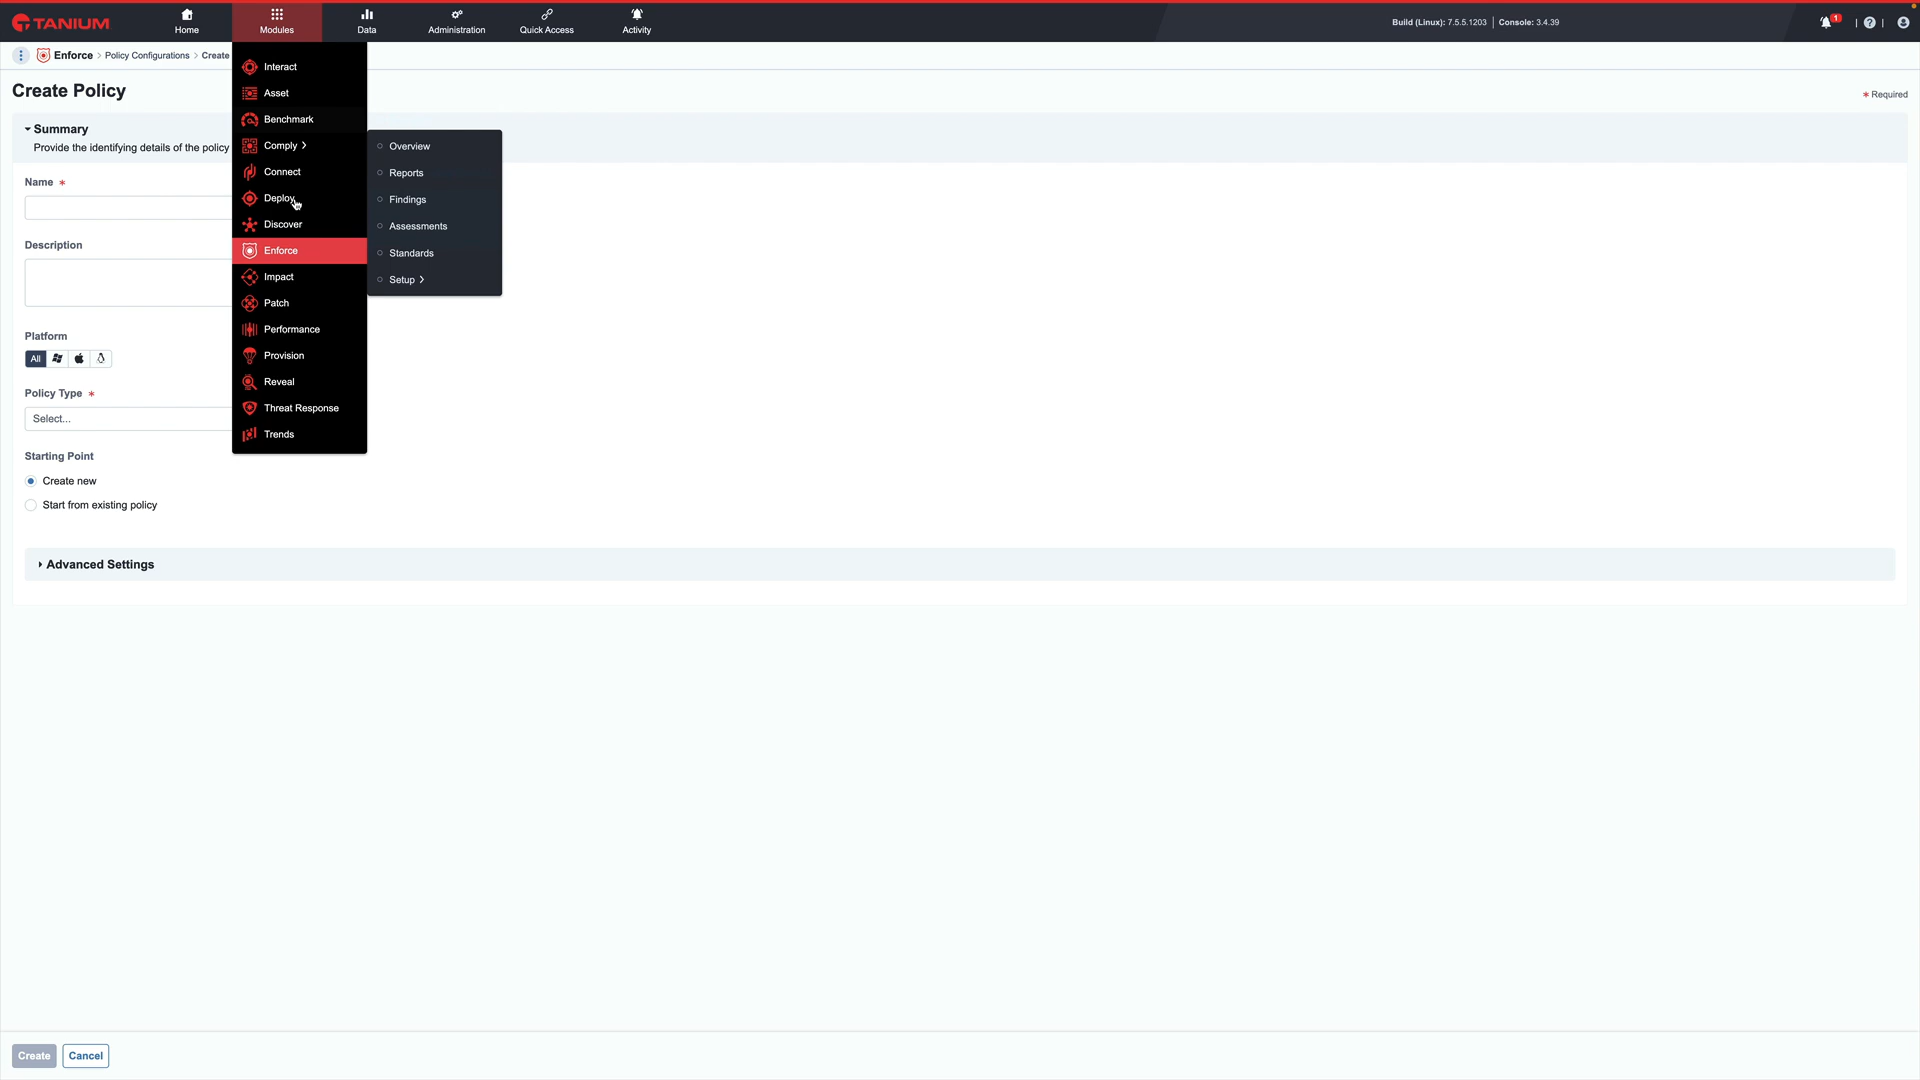 TANIUM
Home
Modules
Data
Administration
Quick Access
Activity
Build (Linux): 7.5.5.1203
Console: 3.4.39
1
Enforce > Policy Configurations > Create
Create Policy
* Required
Summary
Provide the identifying details of the policy
Name *
Description
Platform
All
Policy Type *
Select...
Starting Point
Create new
Start from existing policy
Advanced Settings
Interact
Asset
Benchmark
Comply >
Connect
Deploy
Discover
Enforce
Impact
Patch
Performance
Provision
Reveal
Threat Response
Trends
Overview
Reports
Findings
Assessments
Standards
Setup >
Create
Cancel